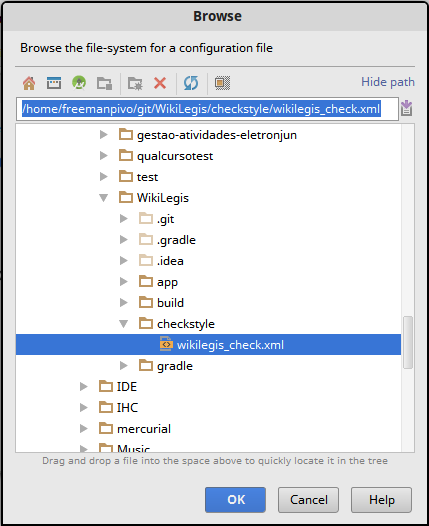 Browse
Browse the file-system for a configuration file
Hide path
/home/freemanpivo/git/WikiLegis/checkstyle/wikilegis_check.xml
gestao-atividades-eletronjun
qualcursotest
test
WikiLegis
.git
.gradle
.idea
app
build
checkstyle
wikilegis_check.xml
gradle
IDE
IHC
mercurial
Music
Drag and drop a file into the space above to quickly locate it in the tree
OK
Cancel
Help